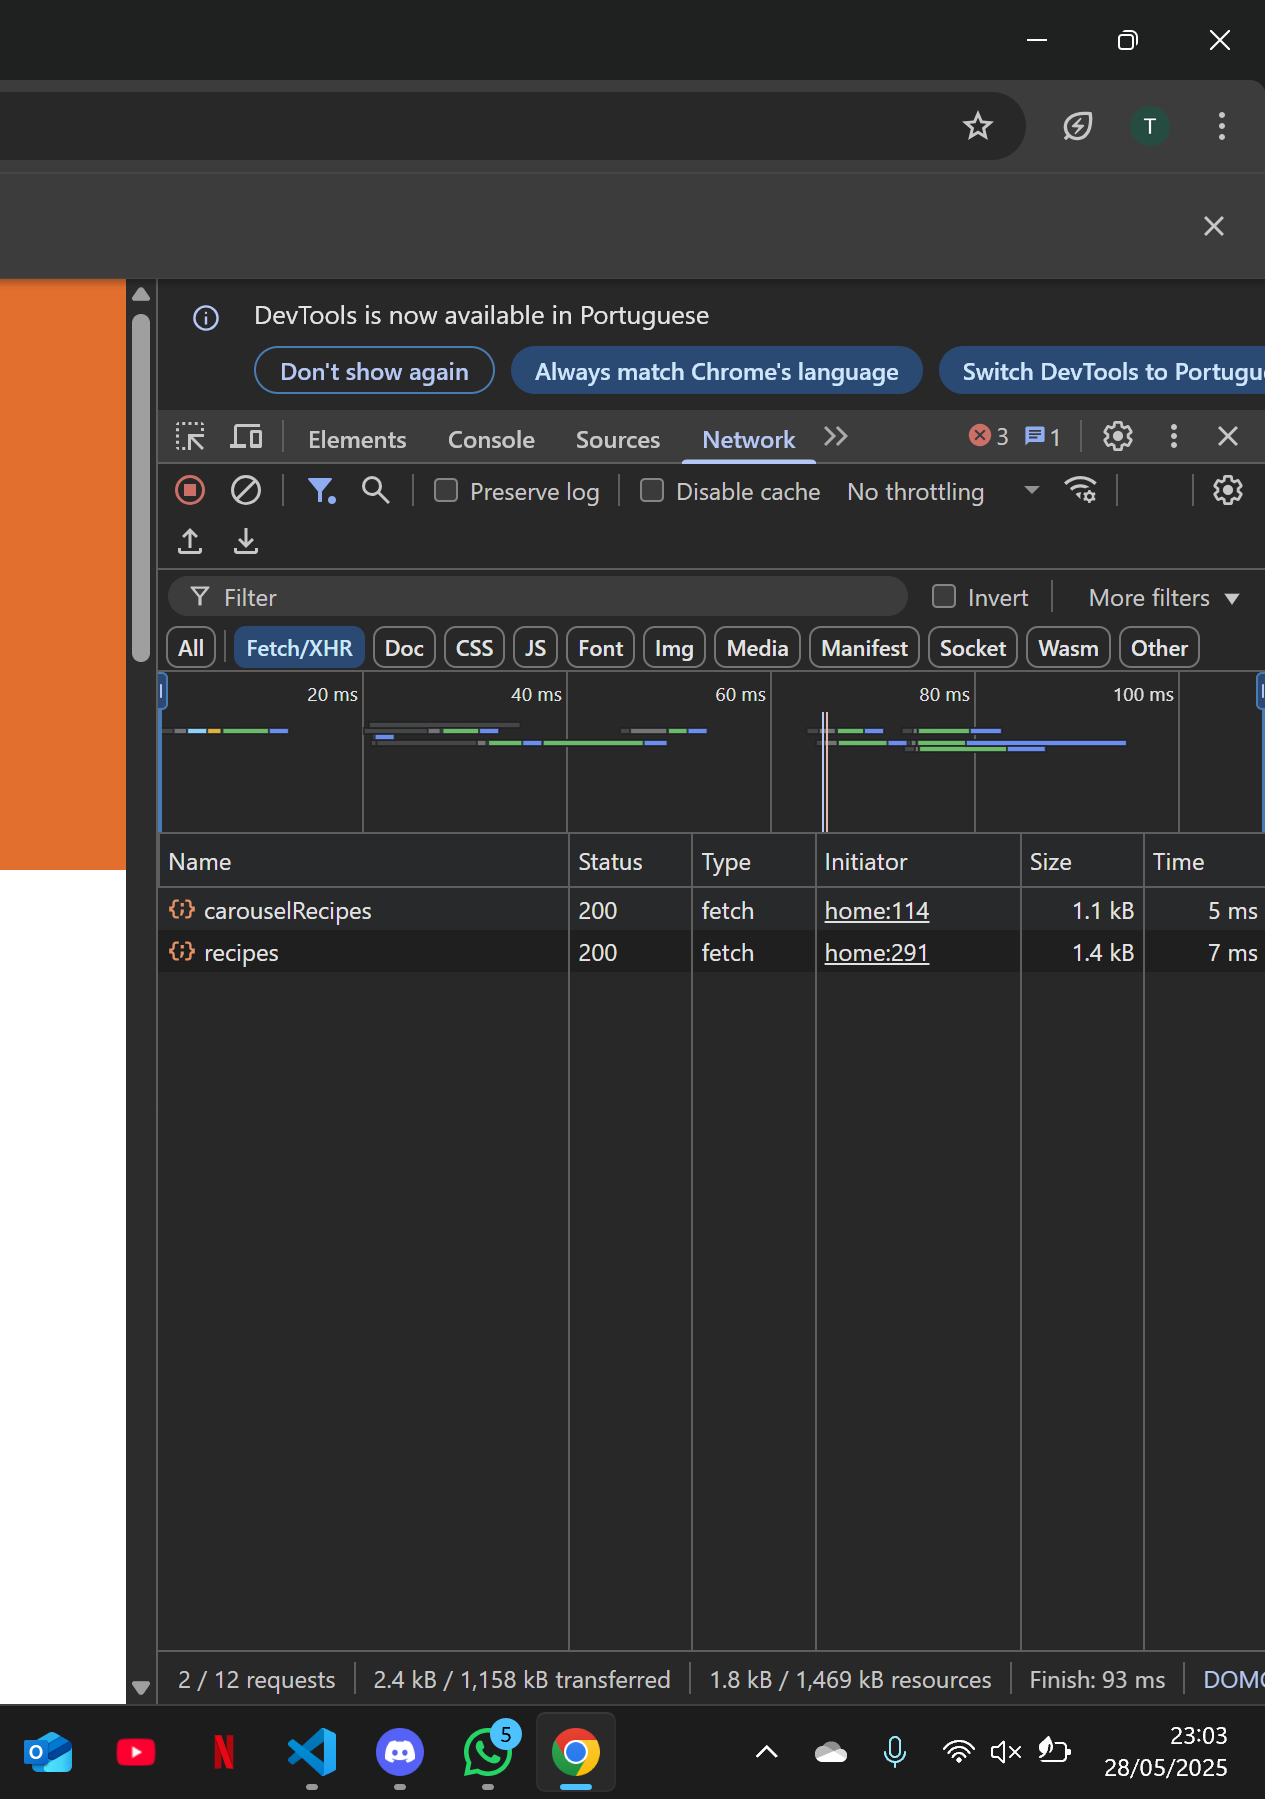 T
DevTools is now available in Portuguese
Don't show again
Always match Chrome's language
Switch DevTools to Portugu
Elements
Console
Sources
Network
3
1
Preserve log
Disable cache
No throttling
Filter
Invert
More filters
All
Fetch/XHR
Doc
CSS
JS
Font
Img
Media
Manifest
Socket
Wasm
Other
20 ms
40 ms
60 ms
80 ms
100 ms
Name Status Type Initiator Size Time
carouselRecipes 200 fetch home:114 1.1 kB 5 ms
recipes 200 fetch home:291 1.4 kB 7 ms
2 / 12 requests
2.4 kB / 1,158 kB transferred
1.8 kB / 1,469 kB resources
Finish: 93 ms
DOMC
5
23:03
28/05/2025